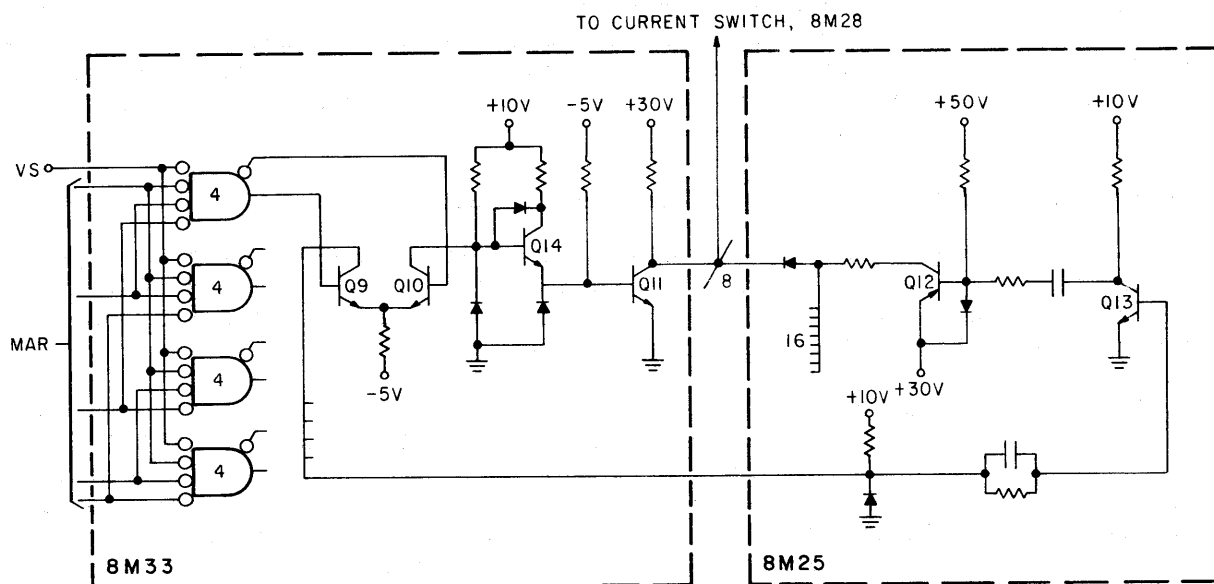 TO CURRENT SWITCH, 8M28
+10V
-5V
+30V
+50V
+10V
VS
4
Q14
4
Q9
Q10
Q11
8
Q12
Q13
MAR
16
4
-5V
+30V
+10V
4
8M33
8M25